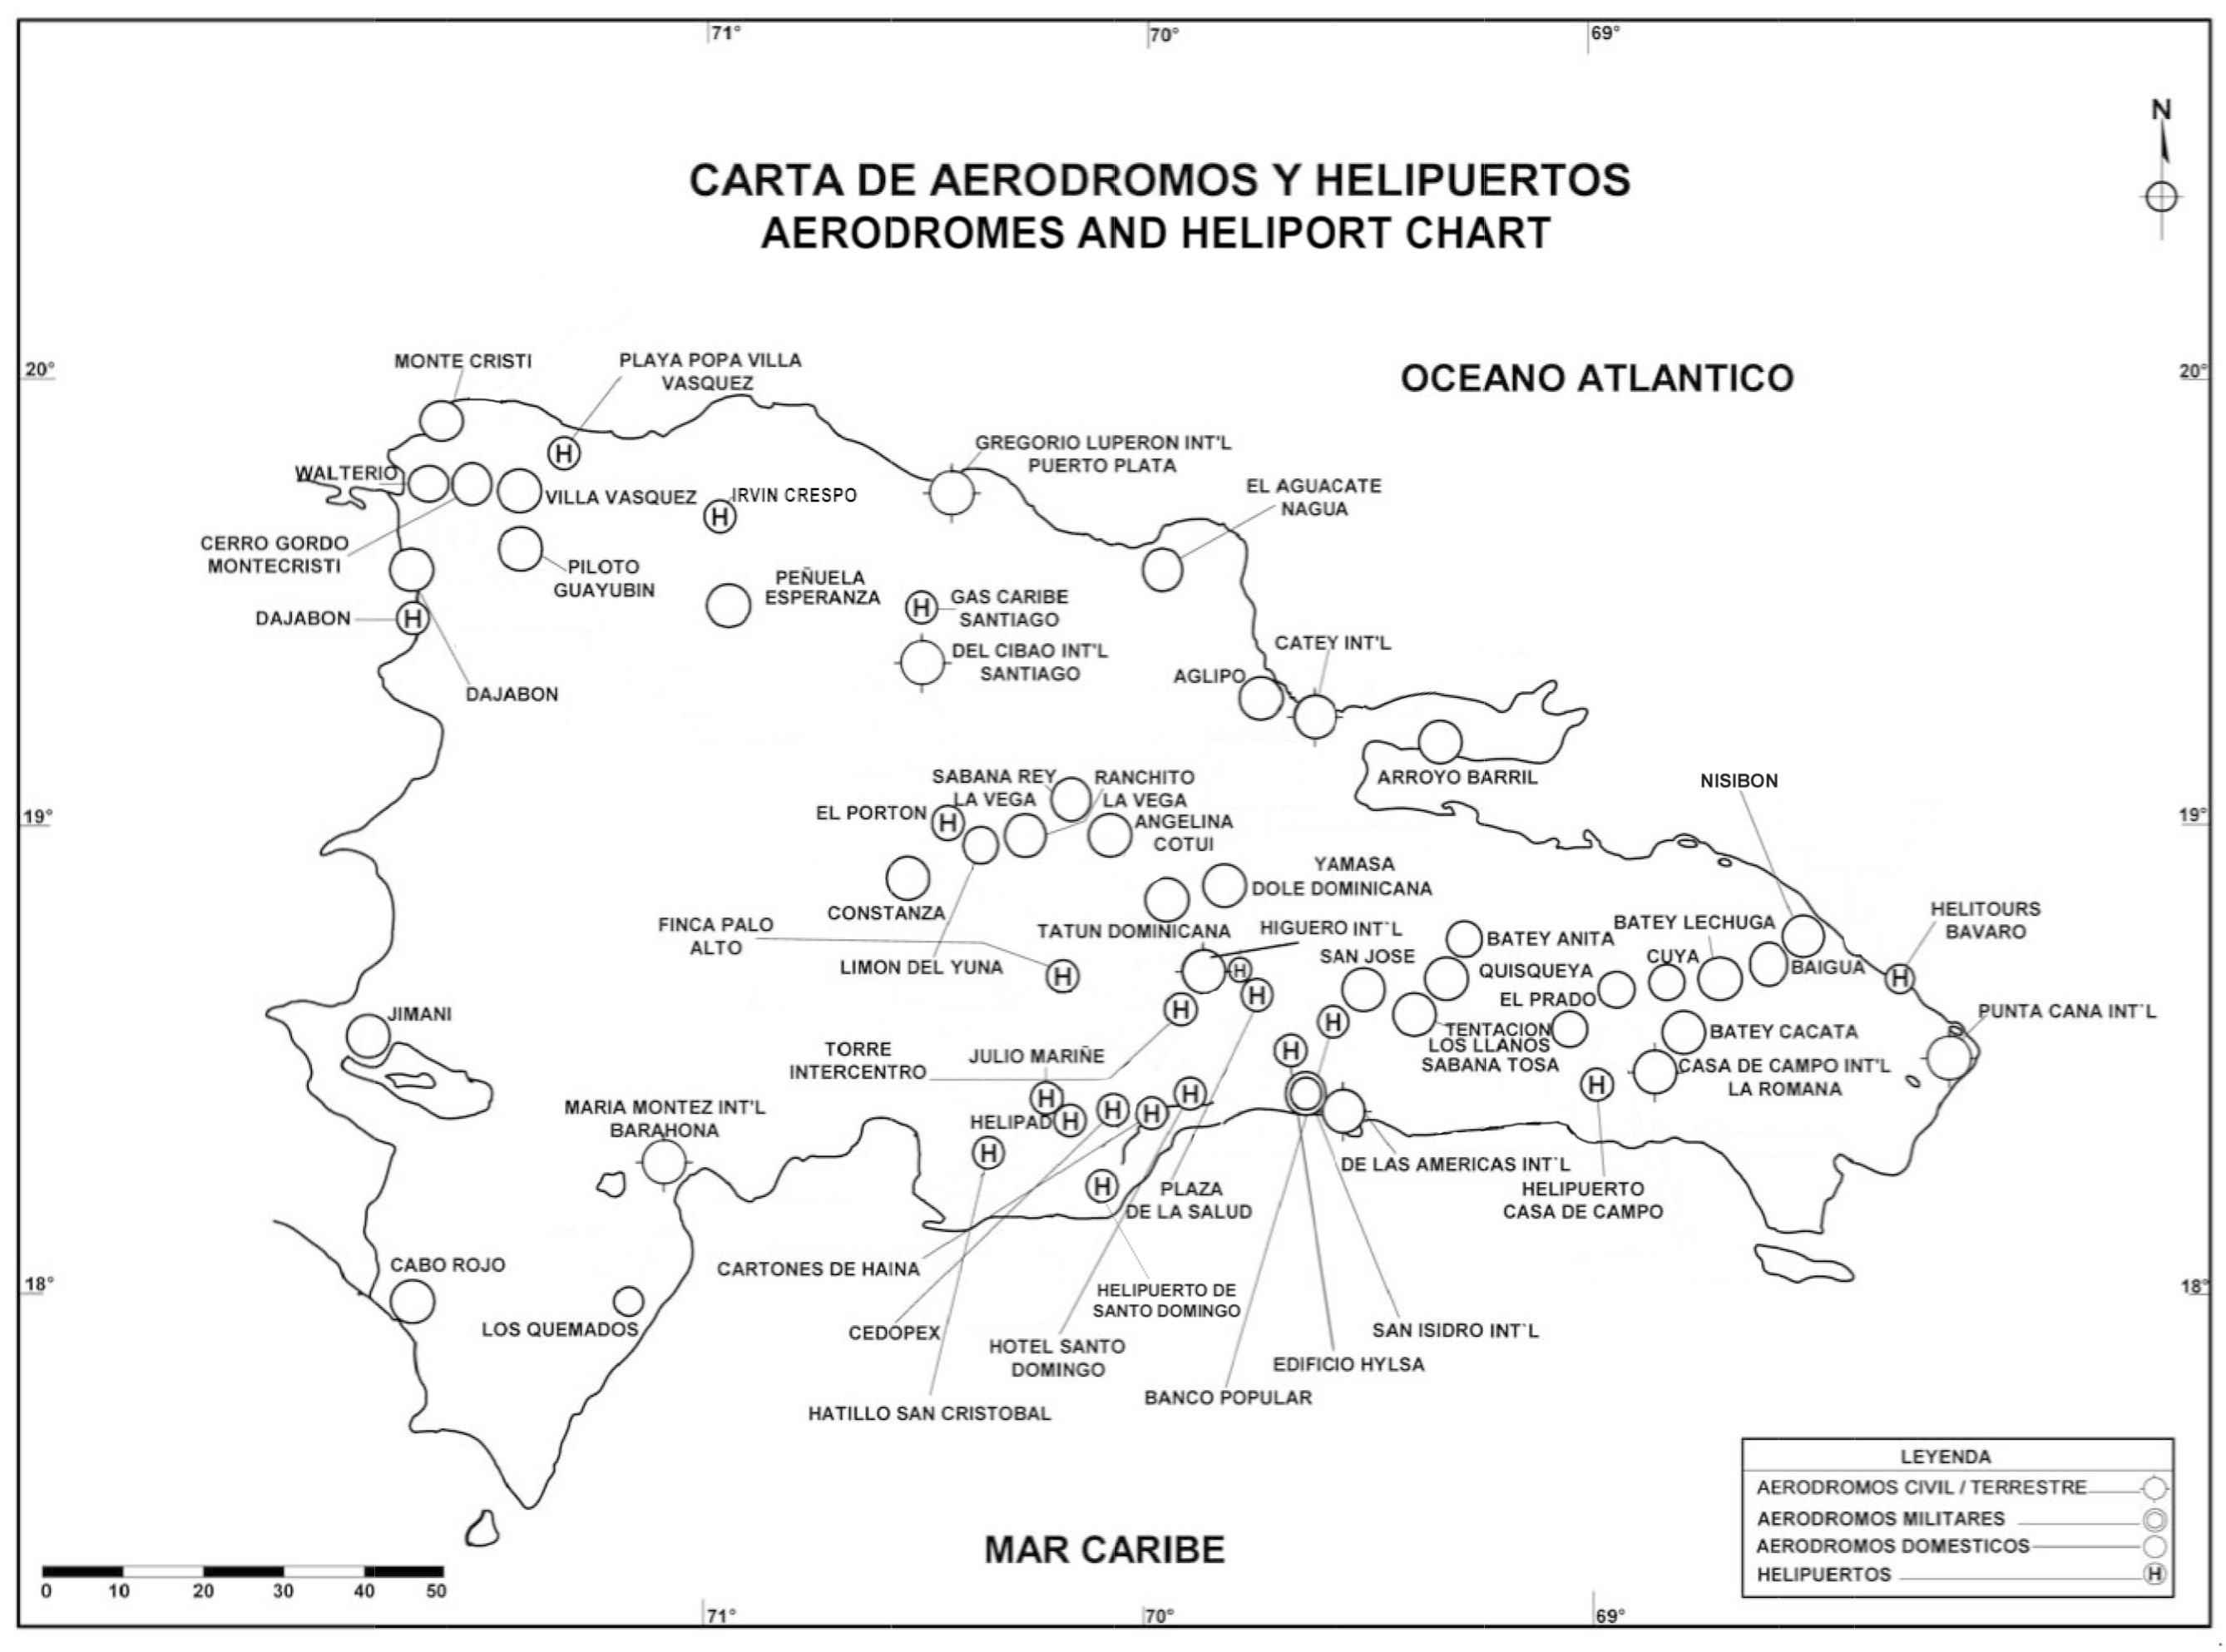 71°
70°
69°
N
CARTA DE AERODROMOS Y HELIPUERTOS
AERODROMES AND HELIPORT CHART
20°
20°
OCEANO ATLANTICO
MONTE CRISTI
PLAYA POPA VILLA
VASQUEZ
H
GREGORIO LUPERON INT'L
PUERTO PLATA
WALTERIO
VILLA VASQUEZ
IRVIN CRESPO
H
EL AGUACATE
NAGUA
CERRO GORDO
MONTECRISTI
PILOTO
GUAYUBIN
PEÑUELA
ESPERANZA
H
GAS CARIBE
SANTIAGO
DAJABON
H
DEL CIBAO INT'L
SANTIAGO
DAJABON
CATEY INT'L
AGLIPO
ARROYO BARRIL
NISIBON
SABANA REY
LA VEGA
RANCHITO
LA VEGA
EL PORTON
H
ANGELINA
COTUI
19°
19°
YAMASA
DOLE DOMINICANA
CONSTANZA
FINCA PALO
ALTO
TATUN DOMINICANA
HIGUERO INT`L
BATEY ANITA
BATEY LECHUGA
HELITOURS
BAVARO
LIMON DEL YUNA
H
H
SAN JOSE
QUISQUEYA
CUYA
BAIGUA
H
EL PRADO
H
H
JIMANI
PUNTA CANA INT`L
TENTACION
LOS LLANOS
SABANA TOSA
BATEY CACATA
H
H
TORRE
INTERCENTRO
JULIO MARIÑE
CASA DE CAMPO INT'L
LA ROMANA
H
H
H
MARIA MONTEZ INT'L
BARAHONA
HELIPAD
H
H
H
H
DE LAS AMERICAS INT`L
H
PLAZA
DE LA SALUD
HELIPUERTO
CASA DE CAMPO
CARTONES DE HAINA
CABO ROJO
18°
18°
HELIPUERTO DE
SANTO DOMINGO
LOS QUEMADOS
CEDOPEX
HOTEL SANTO
DOMINGO
SAN ISIDRO INT`L
EDIFICIO HYLSA
BANCO POPULAR
HATILLO SAN CRISTOBAL
MAR CARIBE
LEYENDA
AERODROMOS CIVIL / TERRESTRE
AERODROMOS MILITARES
AERODROMOS DOMESTICOS
HELIPUERTOS H
0 10 20 30 40 50
71°
70°
69°